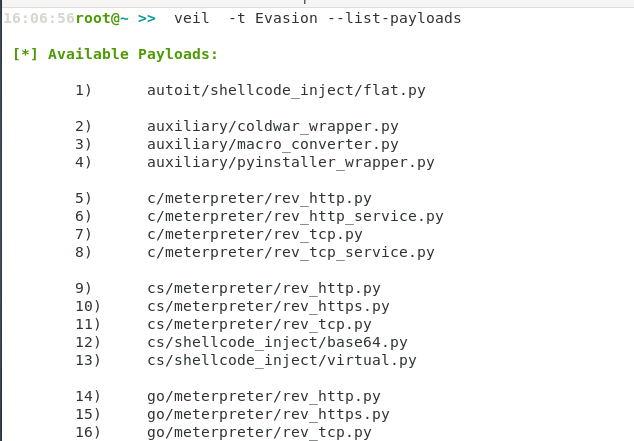 16:06:56root@~ >> veil -t Evasion --list-payloads
[*] Available Payloads:
1) autoit/shellcode_inject/flat.py
2) auxiliary/coldwar_wrapper.py
3) auxiliary/macro_converter.py
4) auxiliary/pyinstaller_wrapper.py
5) c/meterpreter/rev_http.py
6) c/meterpreter/rev_http_service.py
7) c/meterpreter/rev_tcp.py
8) c/meterpreter/rev_tcp_service.py
9) cs/meterpreter/rev_http.py
10) cs/meterpreter/rev_https.py
11) cs/meterpreter/rev_tcp.py
12) cs/shellcode_inject/base64.py
13) cs/shellcode_inject/virtual.py
14) go/meterpreter/rev_http.py
15) go/meterpreter/rev_https.py
16) go/meterpreter/rev_tcp.py